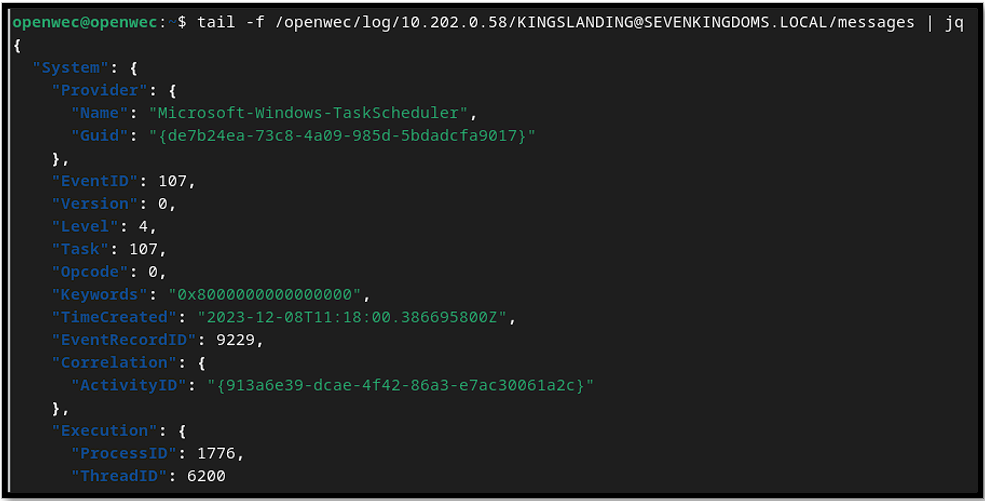 openwec@openwec:~$ tail -f /openwec/log/10.202.0.58/KINGSLANDING@SEVENKINGDOMS.LOCAL/messages | jq
{
  "System": {
    "Provider": {
      "Name": "Microsoft-Windows-TaskScheduler",
      "Guid": "{de7b24ea-73c8-4a09-985d-5bdadcfa9017}"
    },
    "EventID": 107,
    "Version": 0,
    "Level": 4,
    "Task": 107,
    "Opcode": 0,
    "Keywords": "0x8000000000000000",
    "TimeCreated": "2023-12-08T11:18:00.386695800Z",
    "EventRecordID": 9229,
    "Correlation": {
      "ActivityID": "{913a6e39-dcae-4f42-86a3-e7ac30061a2c}"
    },
    "Execution": {
      "ProcessID": 1776,
      "ThreadID": 6200